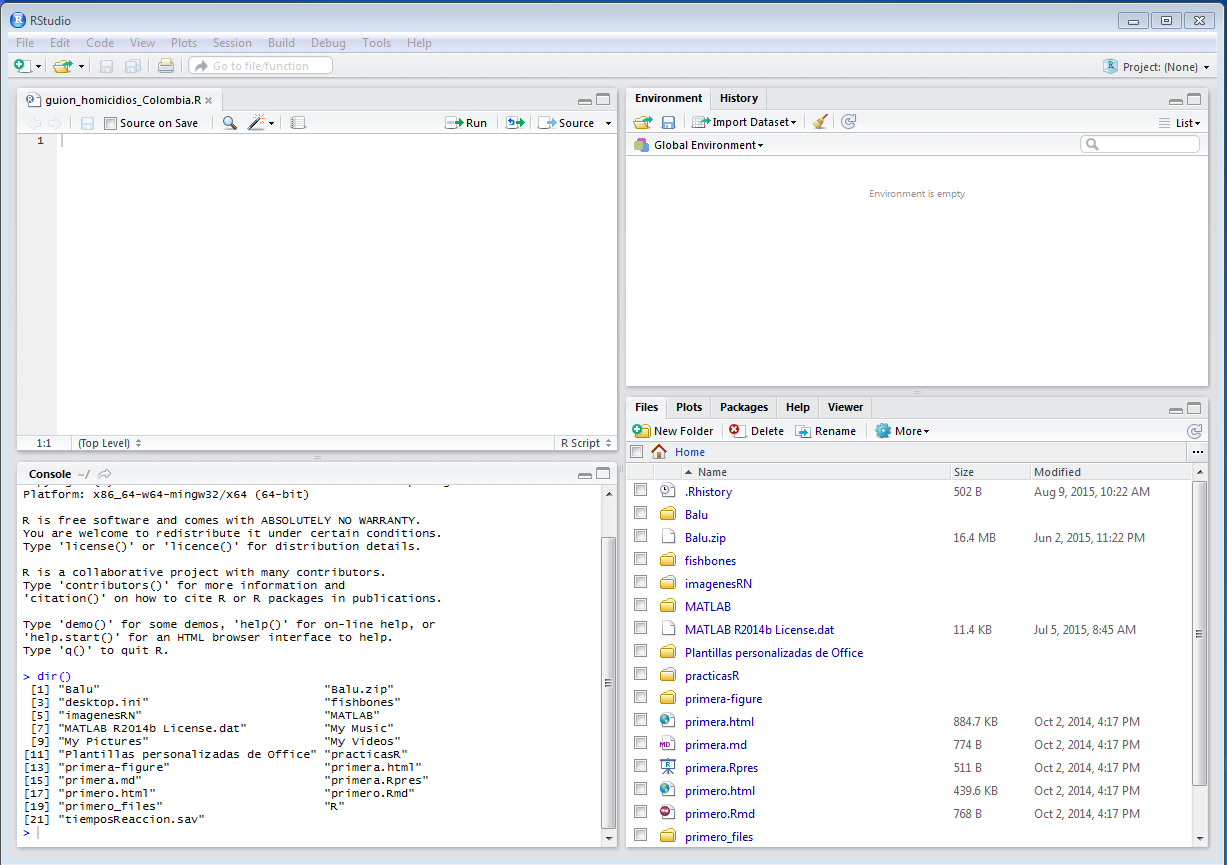 RStudio
File Edit Code View Plots Session Build Debug Tools Help
Go to file/function
Project: (None)
guion_homicidios_Colombia.R
Source on Save
Run
Source
1
1:1
(Top Level)
R Script
Console ~/
Platform: x86_64-w64-mingw32/x64 (64-bit)
R is free software and comes with ABSOLUTELY NO WARRANTY.
You are welcome to redistribute it under certain conditions.
Type 'license()' or 'licence()' for distribution details.
R is a collaborative project with many contributors.
Type 'contributors()' for more information and
'citation()' on how to cite R or R packages in publications.
Type 'demo()' for some demos, 'help()' for on-line help, or
'help.start()' for an HTML browser interface to help.
Type 'q()' to quit R.
> dir()
[1] "Balu" "Balu.zip"
[3] "desktop.ini" "fishbones"
[5] "imagenesRN" "MATLAB"
[7] "MATLAB R2014b License.dat" "My Music"
[9] "My Pictures" "My Videos"
[11] "Plantillas personalizadas de Office" "practicasR"
[13] "primera-figure" "primera.html"
[15] "primera.md" "primera.Rpres"
[17] "primero.html" "primero.Rmd"
[19] "primero_files" "R"
[21] "tiemposReaccion.sav"
>
Environment History
Import Dataset
List
Global Environment
Environment is empty
Files Plots Packages Help Viewer
New Folder Delete Rename More
Home
Name Size Modified
.Rhistory 502 B Aug 9, 2015, 10:22 AM
Balu
Balu.zip 16.4 MB Jun 2, 2015, 11:22 PM
fishbones
imagenesRN
MATLAB
MATLAB R2014b License.dat 11.4 KB Jul 5, 2015, 8:45 AM
Plantillas personalizadas de Office
practicasR
primera-figure
primera.html 884.7 KB Oct 2, 2014, 4:17 PM
primera.md 774 B Oct 2, 2014, 4:17 PM
primera.Rpres 511 B Oct 2, 2014, 4:17 PM
primero.html 439.6 KB Oct 2, 2014, 4:17 PM
primero.Rmd 768 B Oct 2, 2014, 4:17 PM
primero_files